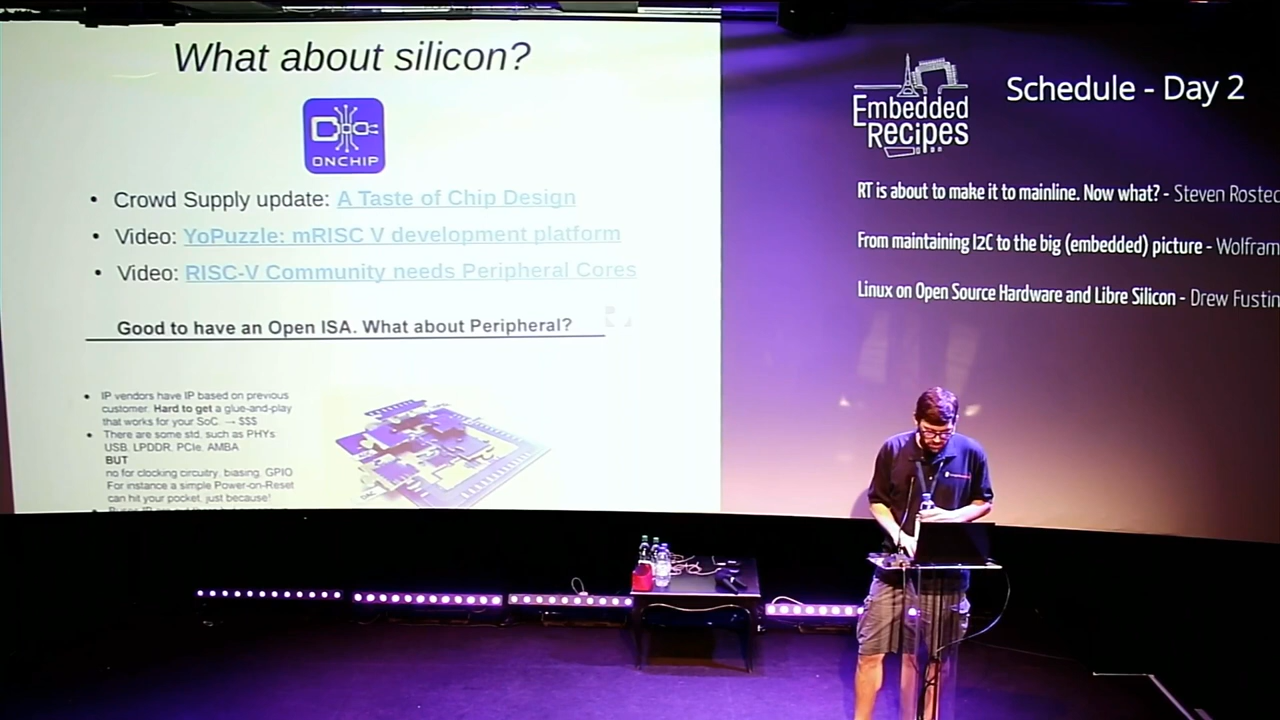 What about silicon?
ONCHIP
• Crowd Supply update: A Taste of Chip Design
• Video: YoPuzzle: mRISC V development platform
• Video: RISC-V Community needs Peripheral Cores
Good to have an Open ISA. What about Peripheral?
• IP vendors have IP based on previous
customer. Hard to get a glue-and-play
that works for your SoC. → $$$
• There are some std. such as PHYs
USB, LPDDR, PCIe, AMBA
BUT
no for clocking circuitry, biasing, GPIO
For instance a simple Power-on-Reset
can hit your pocket, just because!
Embedded
Recipes
Schedule - Day 2
RT is about to make it to mainline. Now what? - Steven Rosted
From maintaining I2C to the big (embedded) picture - Wolfram
Linux on Open Source Hardware and Libre Silicon - Drew Fustin